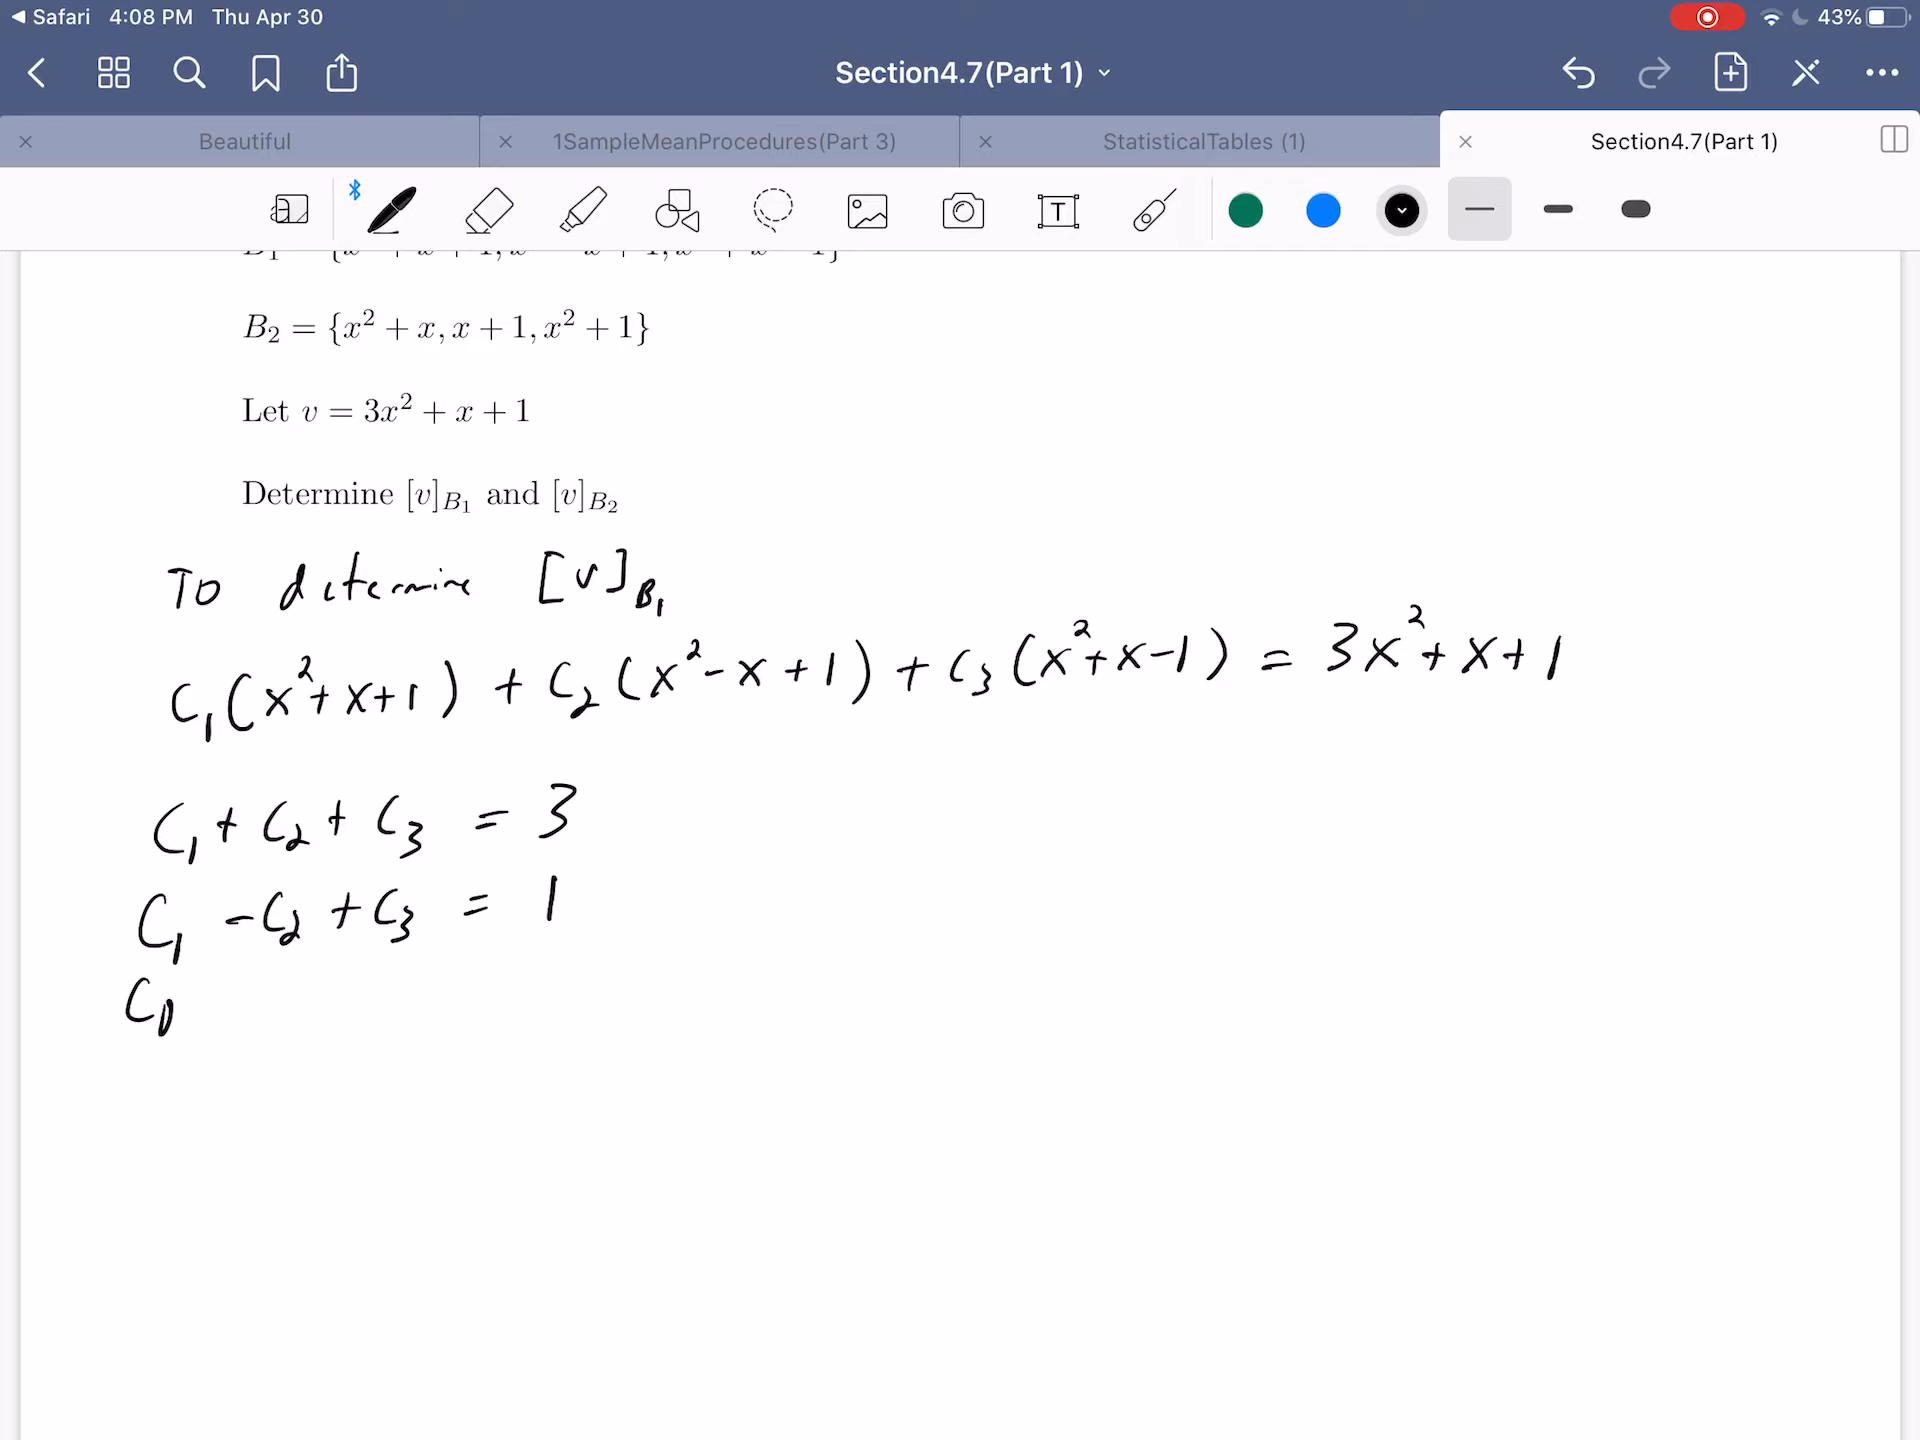 Safari 4:08 PM Thu Apr 30 43%
Section4.7(Part 1)
Beautiful 1SampleMeanProcedures(Part 3) StatisticalTables (1) Section4.7(Part 1)
a T
B₂ = {x² + x, x + 1, x² + 1}
Let v = 3x² + x + 1
Determine [v]B₁ and [v]B₂
To determine [v]B₁
C₁(x²+x+1) + C₂(x²-x+1) + C₃(x²+x-1) = 3x²+x+1
C₁ + C₂ + C₃ = 3
C₁ - C₂ + C₃ = 1